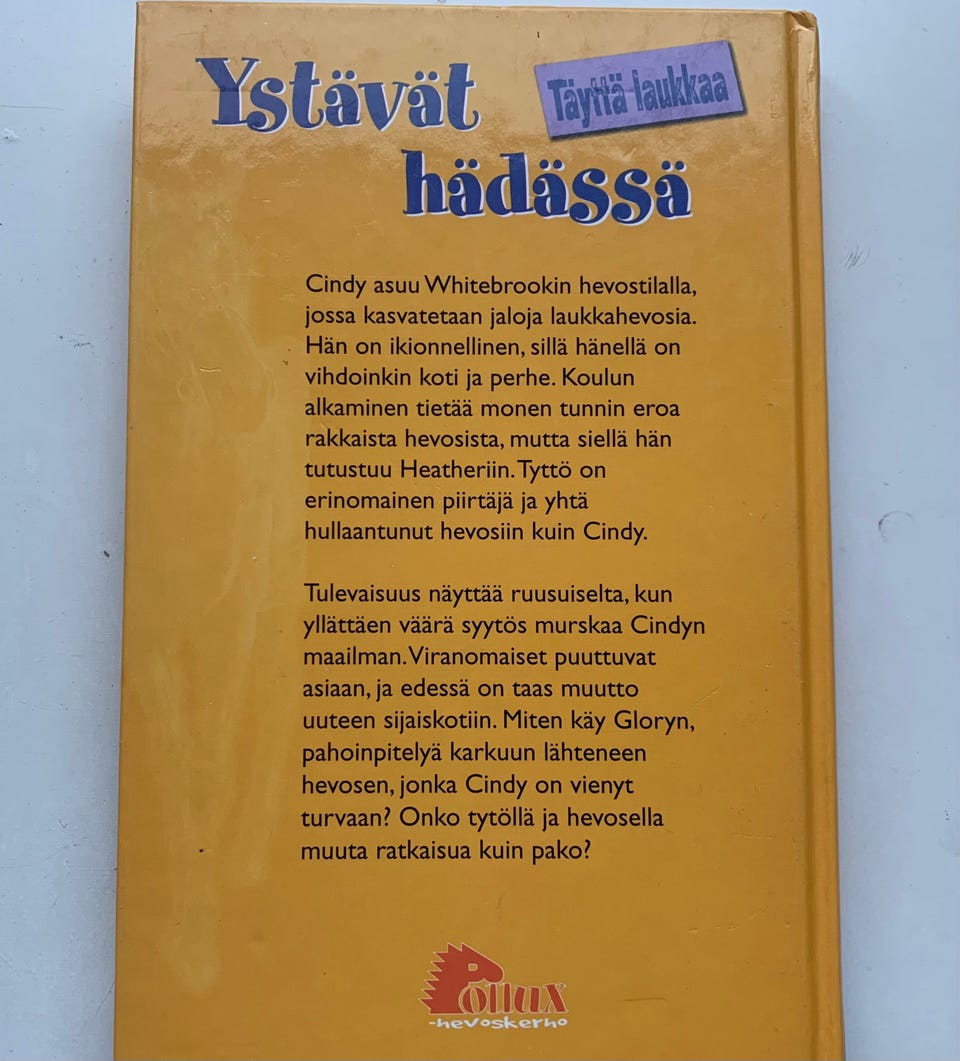 Ystävät
Täyttä laukkaa
hädässä
Cindy asuu Whitebrookin hevostilalla,
jossa kasvatetaan jaloja laukkahevosia.
Hän on ikionnellinen, sillä hänellä on
vihdoinkin koti ja perhe. Koulun
alkaminen tietää monen tunnin eroa
rakkaista hevosista, mutta siellä hän
tutustuu Heatheriin. Tyttö on
erinomainen piirtäjä ja yhtä
hullaantunut hevosiin kuin Cindy.
Tulevaisuus näyttää ruusuiselta, kun
yllättäen väärä syytös murskaa Cindyn
maailman. Viranomaiset puuttuvat
asiaan, ja edessä on taas muutto
uuteen sijaiskotiin. Miten käy Gloryn,
pahoinpitelyä karkuun lähteneen
hevosen, jonka Cindy on vienyt
turvaan? Onko tytöllä ja hevosella
muuta ratkaisua kuin pako?
Pollux
-hevoskerho